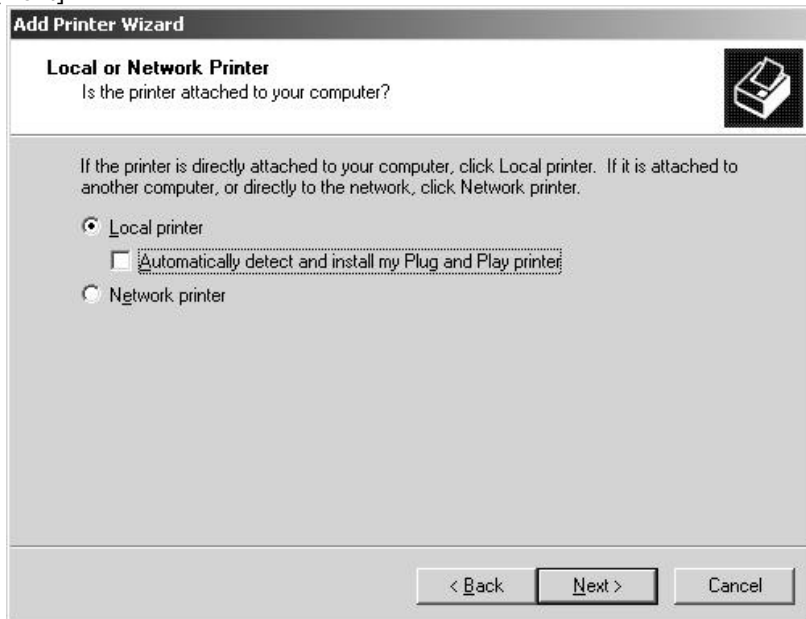 Add Printer Wizard
Local or Network Printer
Is the printer attached to your computer?
If the printer is directly attached to your computer, click Local printer. If it is attached to
another computer, or directly to the network, click Network printer.
Local printer
Automatically detect and install my Plug and Play printer
Network printer
< Back
Next >
Cancel